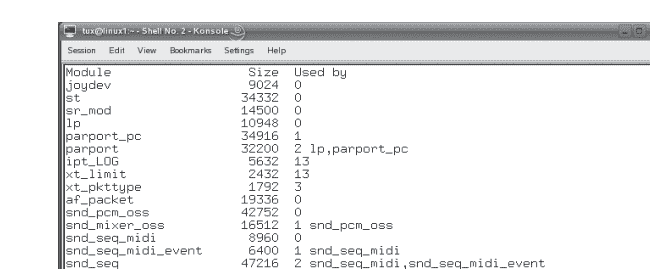 tux@linux1:~ - Shell No. 2 - Konsole
Session Edit View Bookmarks Settings Help
Module Size Used by
joydev 9024 0
st 34332 0
sr_mod 14500 0
lp 10948 0
parport_pc 34916 1
parport 32200 2 lp,parport_pc
ipt_LOG 5632 13
xt_limit 2432 13
xt_pkttype 1792 3
af_packet 19336 0
snd_pcm_oss 42752 0
snd_mixer_oss 16512 1 snd_pcm_oss
snd_seq_midi 8960 0
snd_seq_midi_event 6400 1 snd_seq_midi
snd_seq 47216 2 snd_seq_midi,snd_seq_midi_event